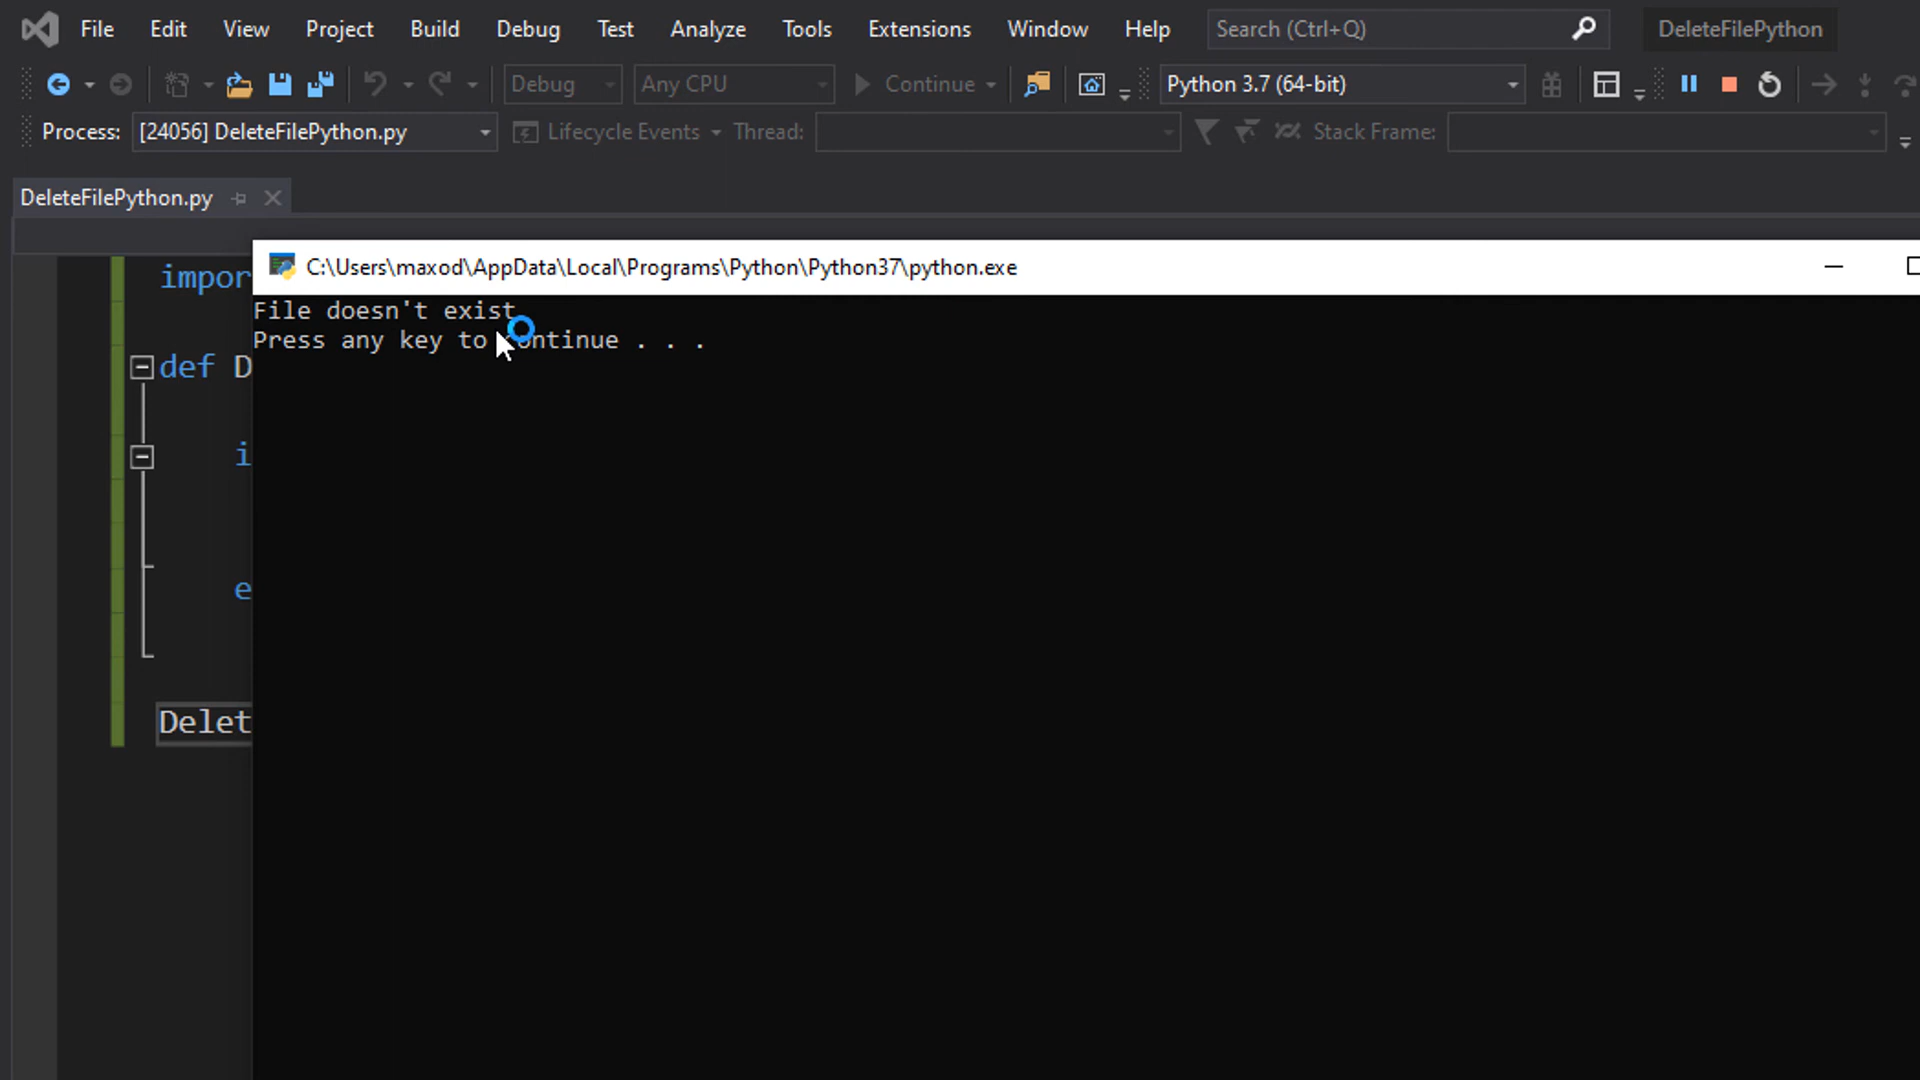 File Edit View Project Build Debug Test Analyze Tools Extensions Window Help Search (Ctrl+Q) DeleteFilePython
Debug Any CPU Continue Python 3.7 (64-bit)
Process: [24056] DeleteFilePython.py Lifecycle Events Thread: Stack Frame:
DeleteFilePython.py
C:\Users\maxod\AppData\Local\Programs\Python\Python37\python.exe
impor
File doesn't exist
Press any key to continue . . .
def D
i
e
Delet